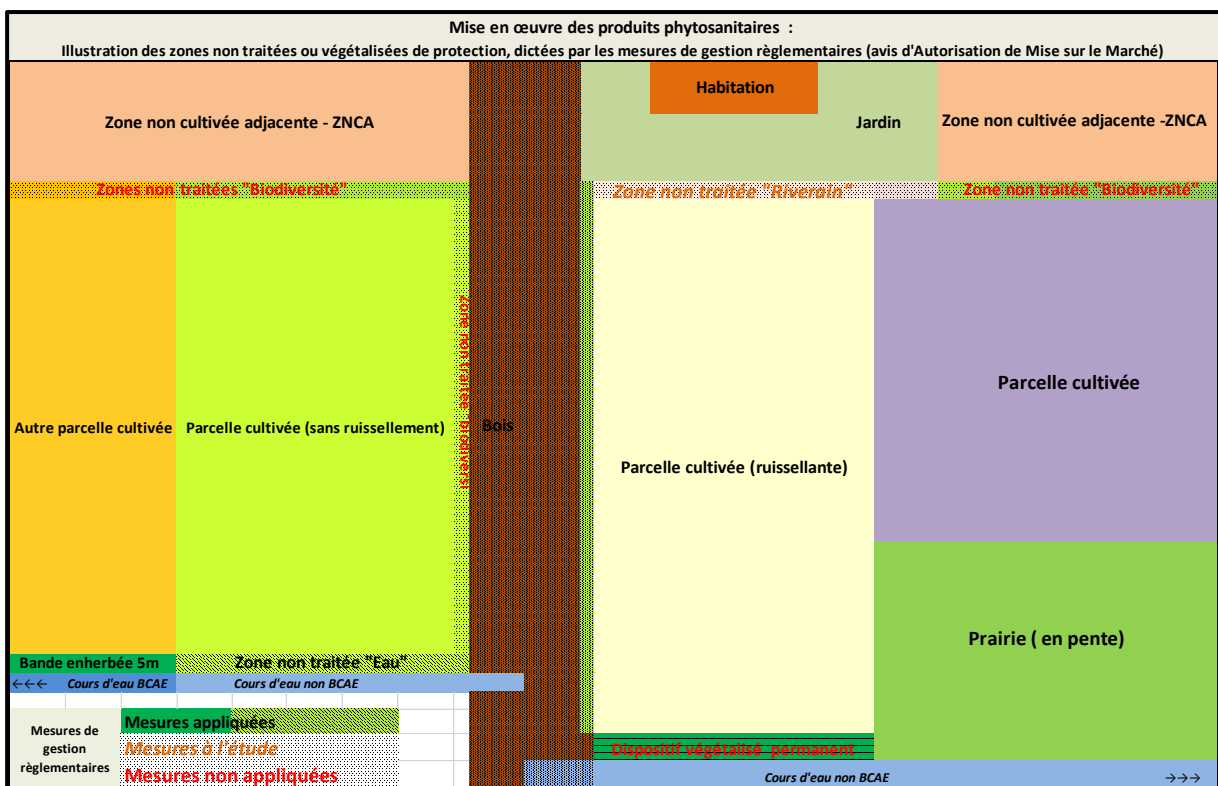 Mise en œuvre des produits phytosanitaires :
Illustration des zones non traitées ou végétalisées de protection, dictées par les mesures de gestion règlementaires (avis d'Autorisation de Mise sur le Marché)
Habitation
Zone non cultivée adjacente - ZNCA
Jardin
Zone non cultivée adjacente -ZNCA
Zones non traitées "Biodiversité"
Zone non traitée "Riverain"
Zone non traitée "Biodiversité"
Zone non traitée "biodiversi
Parcelle cultivée
Autre parcelle cultivée
Parcelle cultivée (sans ruissellement)
Bois
Parcelle cultivée (ruissellante)
Prairie ( en pente)
Bande enherbée 5m
Zone non traitée "Eau"
←←← Cours d'eau BCAE
Cours d'eau non BCAE
Mesures de
gestion
règlementaires
Mesures appliquées
Mesures à l'étude
Mesures non appliquées
Dispositif végétalisé permanent
Cours d'eau non BCAE →→→